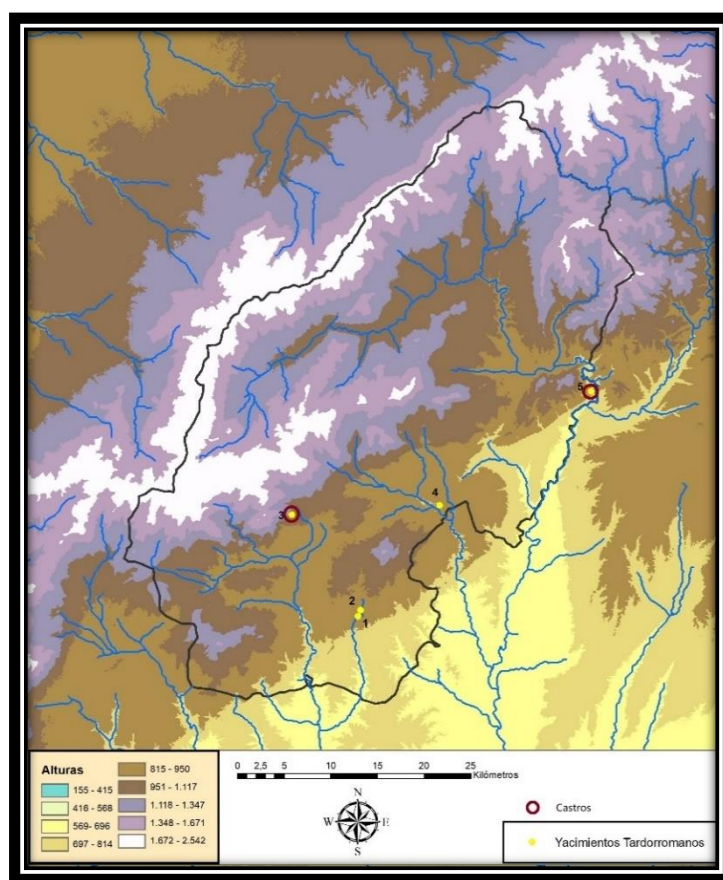 5
4
3
2
1
Alturas
155 - 415
416 - 568
569- 696
697 - 814
815 - 950
951 - 1.117
1.118 - 1.347
1.348 - 1.671
1.672 - 2.542
0 2,5 5 10 15 20 25
Kilómetros
N
W E
S
Castros
Yacimientos Tardorromanos